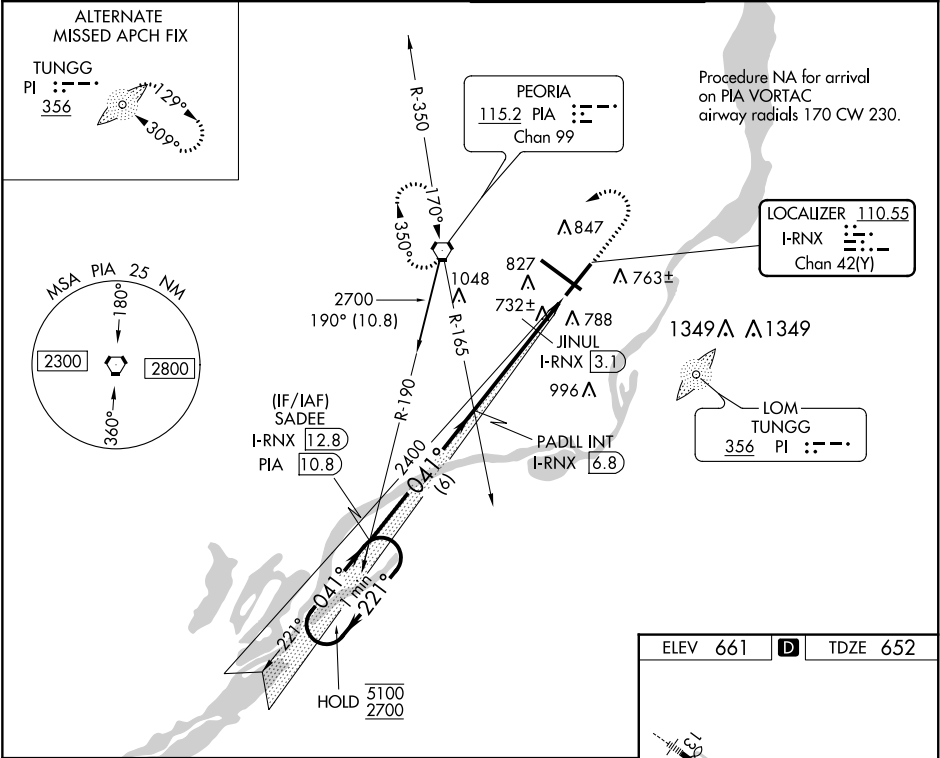 ALTERNATE
MISSED APCH FIX
TUNGG
PI
356
129°
309°
R-350
PEORIA
115.2 PIA
Chan 99
Procedure NA for arrival
on PIA VORTAC
airway radials 170 CW 230.
170°
350°
847
LOCALIZER 110.55
I-RNX
Chan 42(Y)
827
763±
1048
732±
788
2700
190° (10.8)
R-165
JINUL
I-RNX 3.1
1349 1349
996
MSA PIA 25 NM
180°
2300
2800
360°
R-190
(IF/IAF)
SADEE
I-RNX 12.8
PIA 10.8
2400
041°
(6)
PADLL INT
I-RNX 6.8
LOM
TUNGG
356 PI
041°
1 min
221°
221°
HOLD 5100
2700
ELEV 661 D TDZE 652